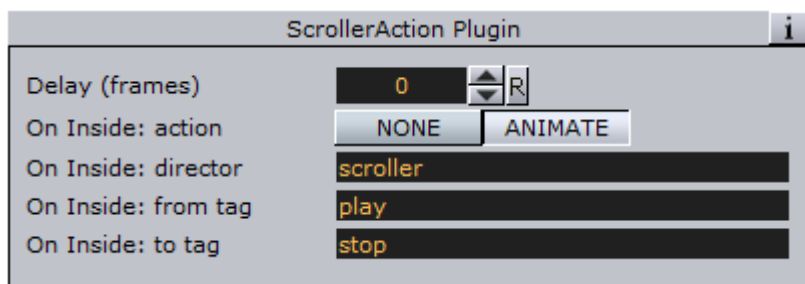 ScrollerAction Plugin i
Delay (frames) 0 R
On Inside: action NONE ANIMATE
On Inside: director scroller
On Inside: from tag play
On Inside: to tag stop